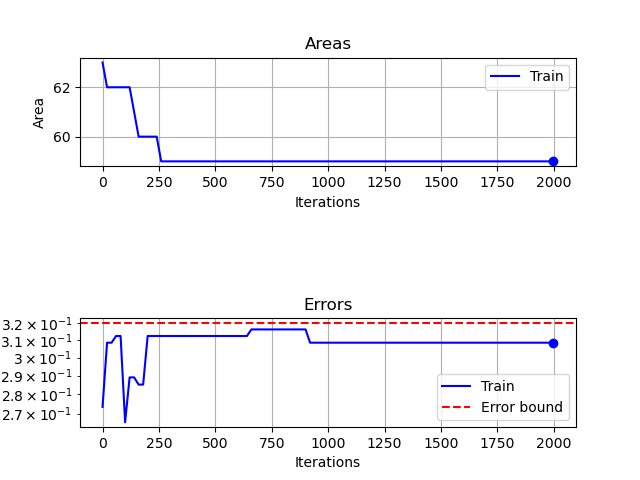 Areas
Train
62
60
Area
0 250 500 750 1000 1250 1500 1750 2000
Iterations
Errors
3.2 × 10⁻¹
3.1 × 10⁻¹
3 × 10⁻¹
2.9 × 10⁻¹
2.8 × 10⁻¹
2.7 × 10⁻¹
Train
Error bound
0 250 500 750 1000 1250 1500 1750 2000
Iterations